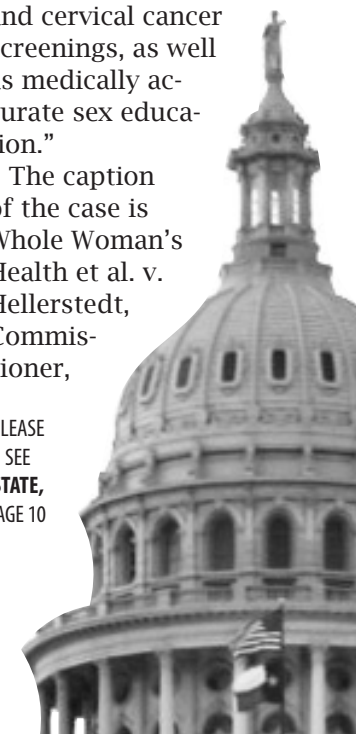 and cervical cancer
screenings, as well
as medically ac-
curate sex educa-
tion.”
The caption
of the case is
Whole Woman's
Health et al. v.
Hellerstedt,
Commis-
sioner,
PLEASE
SEE
STATE,
PAGE 10